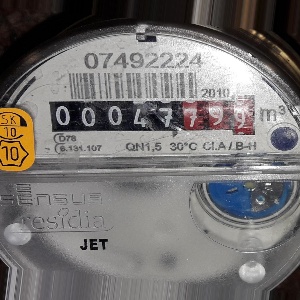 07492224
2010
00047799 m³
D78
6.131.107
QN1,5 30°C Cl.A/B-H
SK
10
10
SENSUS
residia
JET